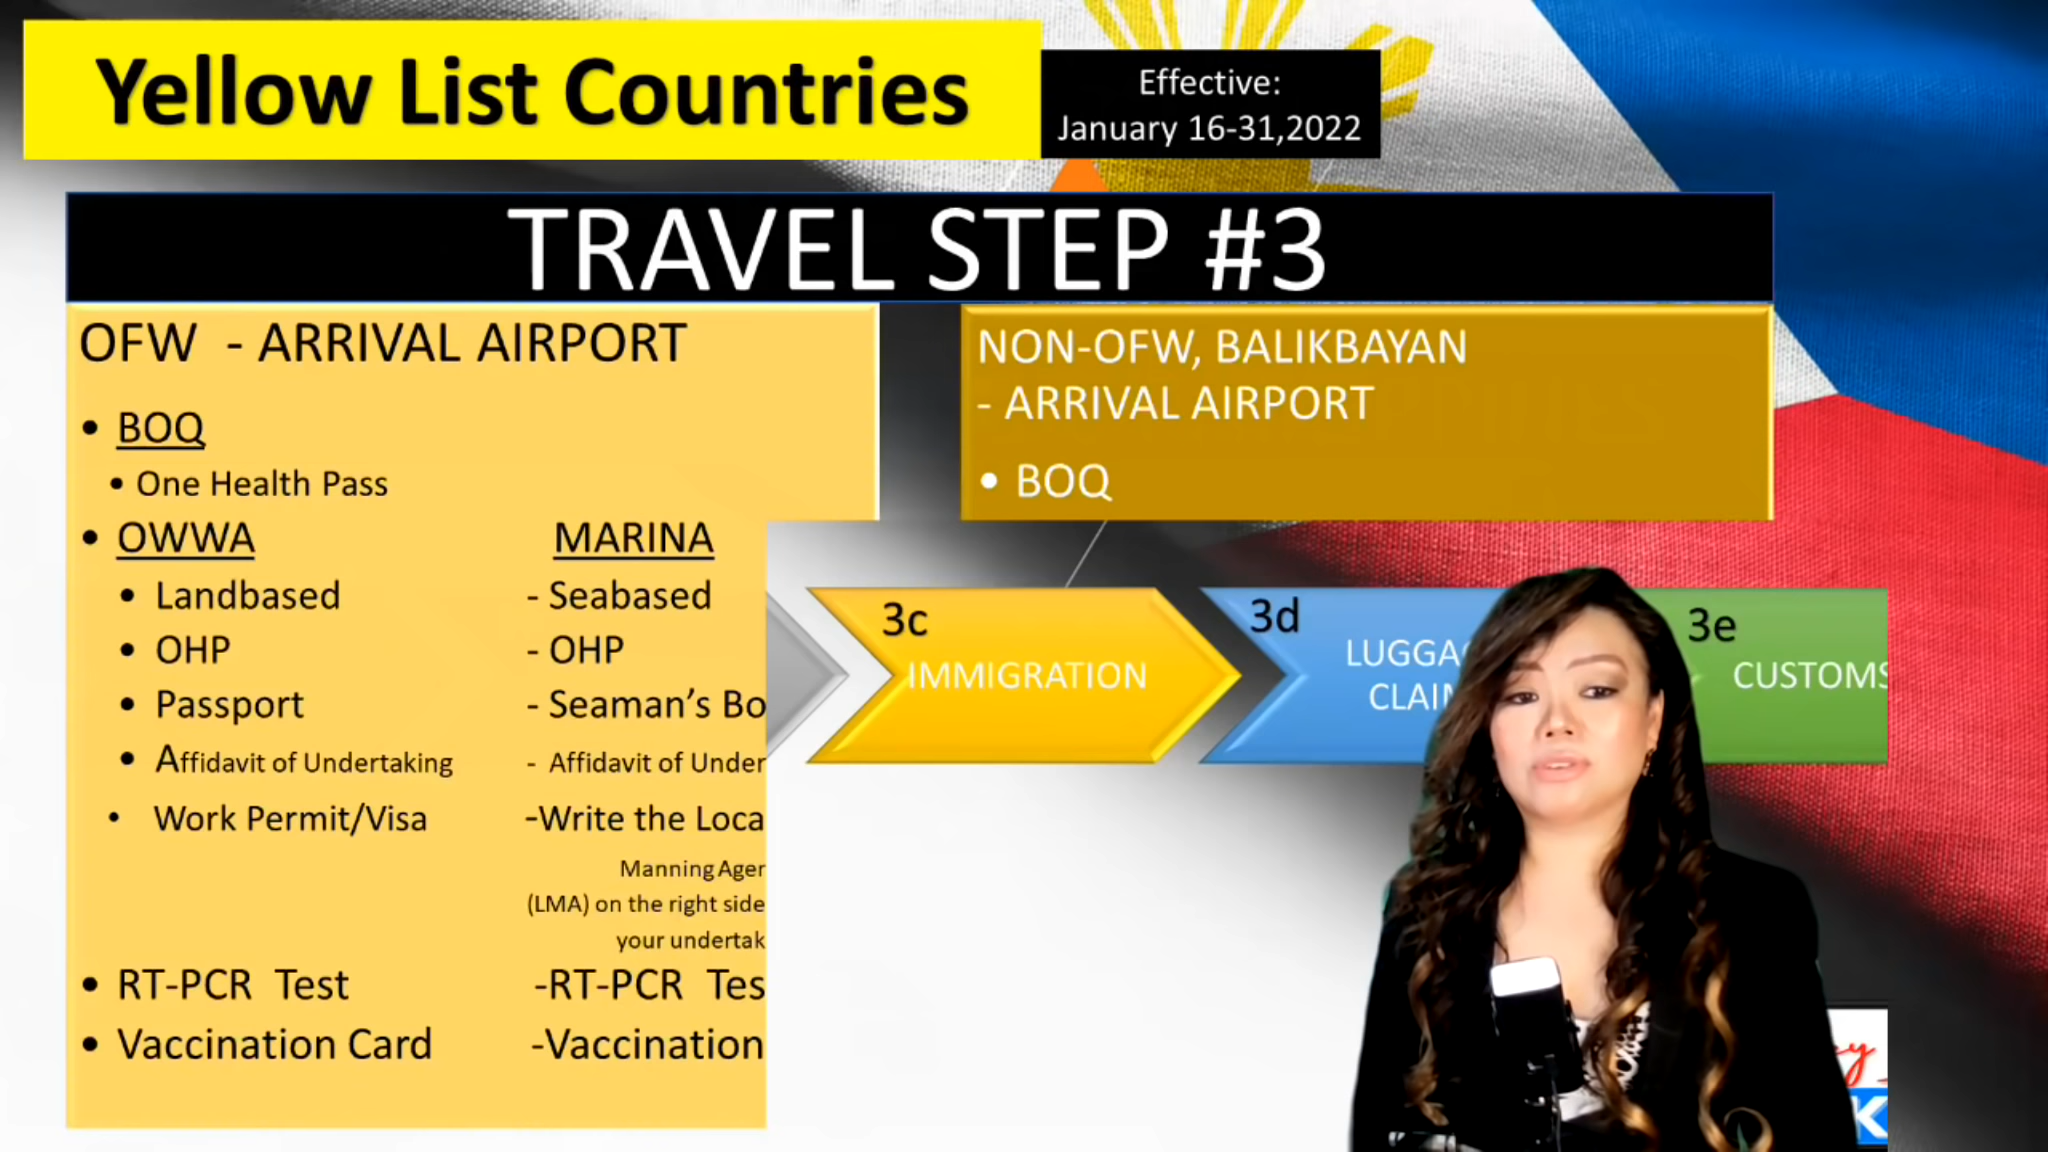 Yellow List Countries
Effective:
January 16-31,2022
TRAVEL STEP #3
OFW - ARRIVAL AIRPORT
• BOQ
• One Health Pass
• OWWA MARINA
• Landbased - Seabased
• OHP - OHP
• Passport - Seaman's Bo
• Affidavit of Undertaking - Affidavit of Under
• Work Permit/Visa -Write the Loca
Manning Ager
(LMA) on the right side
your undertak
• RT-PCR Test -RT-PCR Tes
• Vaccination Card -Vaccination
NON-OFW, BALIKBAYAN
- ARRIVAL AIRPORT
• BOQ
3c
IMMIGRATION
3d
LUGGA
CLAI
3e
CUSTOMS